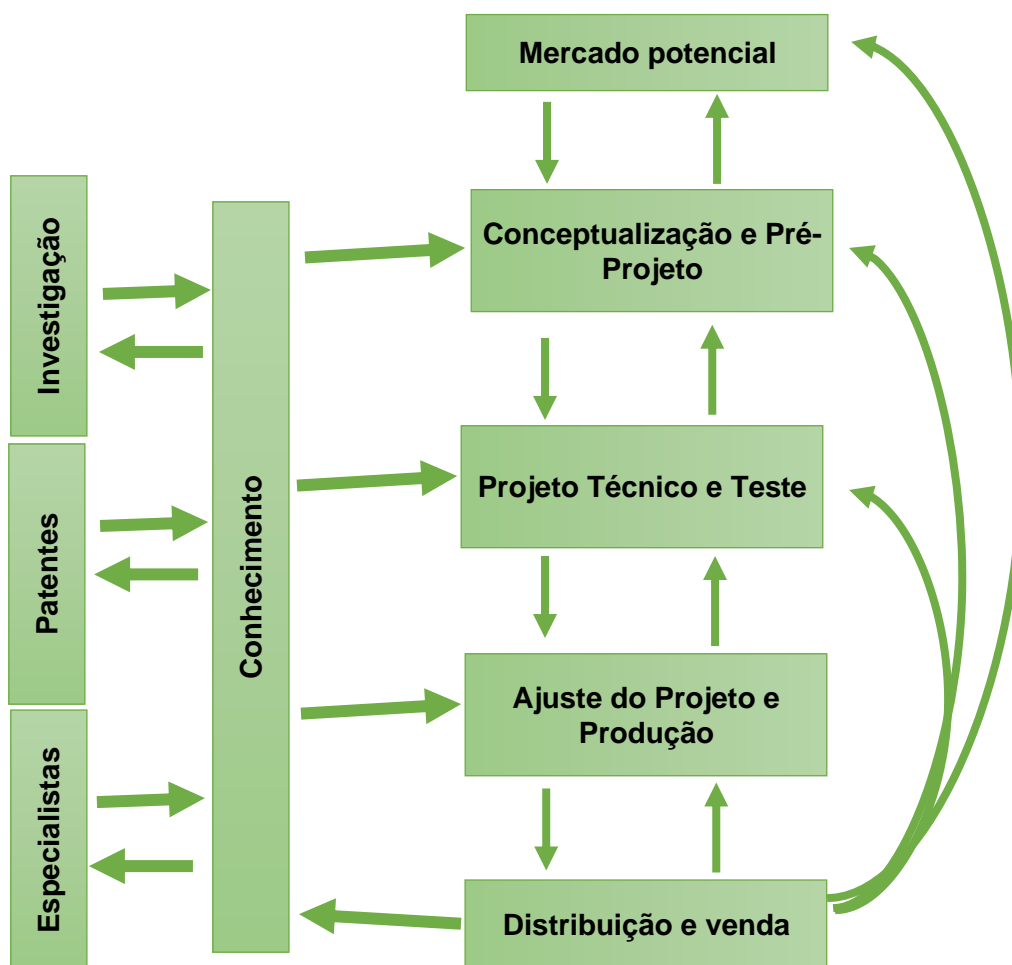 Mercado potencial
Conceptualização e Pré-
Projeto
Projeto Técnico e Teste
Ajuste do Projeto e
Produção
Distribuição e venda
Conhecimento
Investigação
Patentes
Especialistas